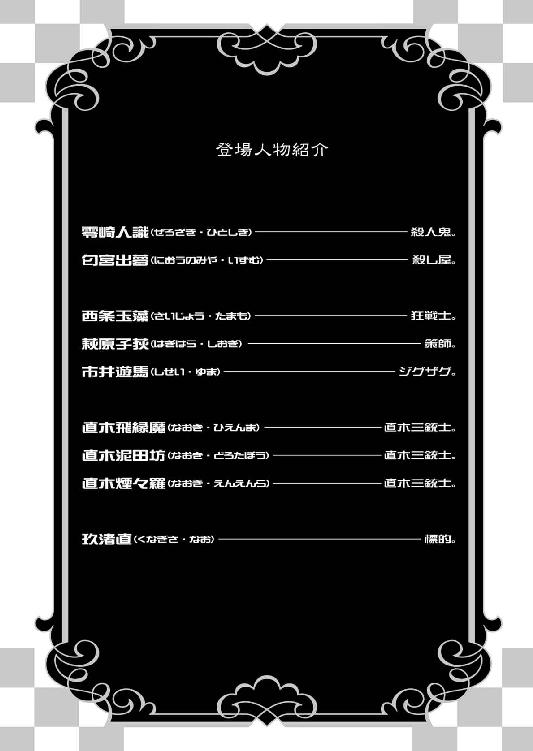 登場人物紹介
零崎人識(ぜろざき・ひとしき)――殺人鬼。
匂宮出夢(におうのみや・いずむ)――殺し屋。
西条玉藻(さいじょう・たまも)――狂戦士。
萩原子荻(はぎはら・しおぎ)――策師。
市井遊馬(しせい・ゆま)――ジグザグ。
直木飛縁魔(なおき・ひえんま)――直木三銃士。
直木泥田坊(なおき・どろたぼう)――直木三銃士。
直木煙々羅(なおき・えんえんら)――直木三銃士。
玖渚直(くなぎさ・なお)――標的。